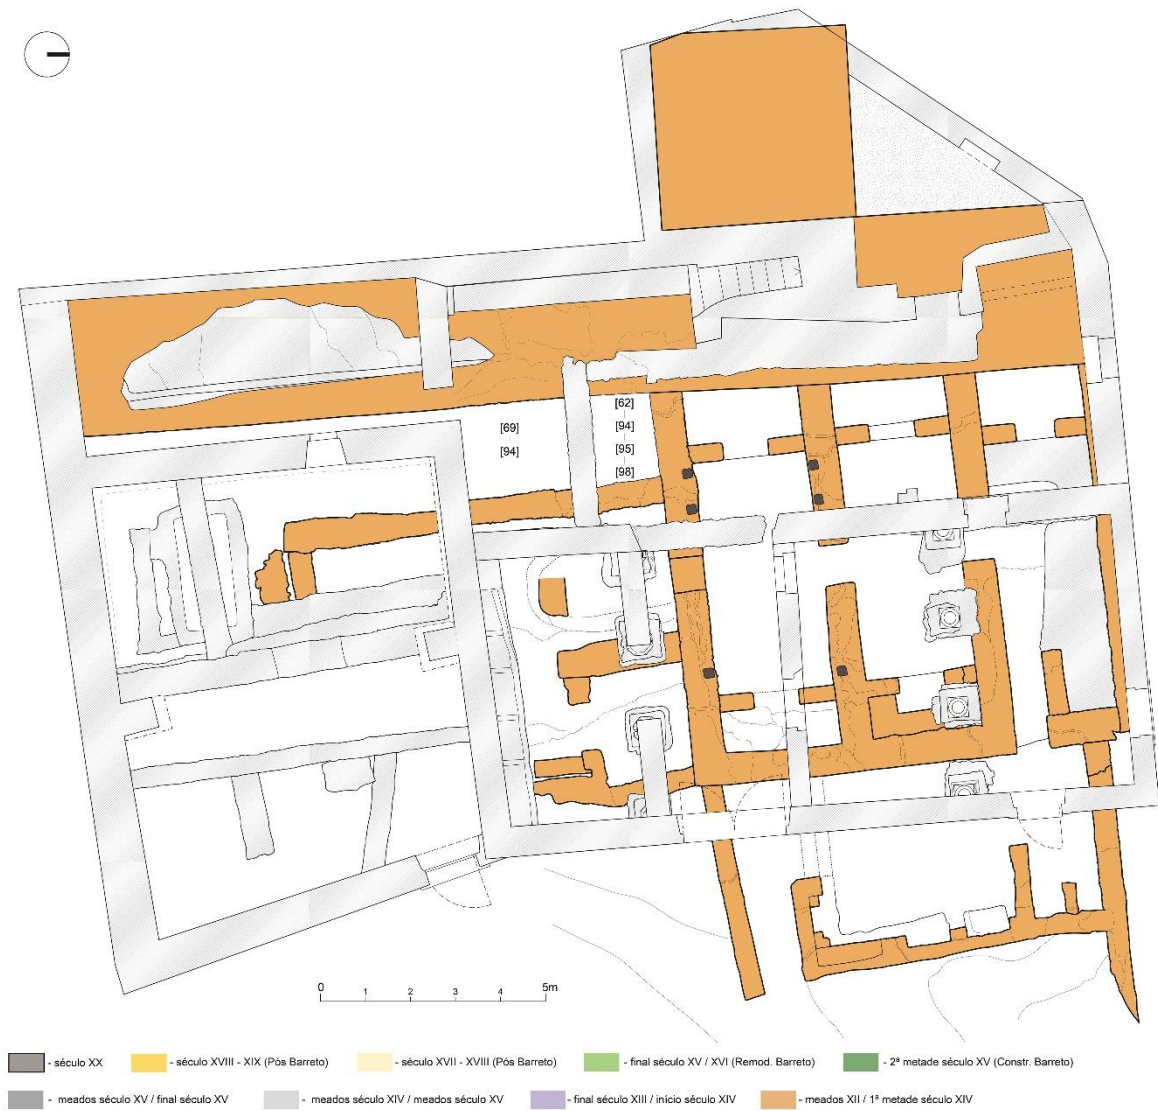 [62]
[69] [94]
[94] [95]
[98]
0 1 2 3 4 5m
- século XX - século XVIII - XIX (Pós Barreto) - século XVII - XVIII (Pós Barreto) - final século XV / XVI (Remod. Barreto) - 2ª metade século XV (Constr. Barreto)
- meados século XV / final século XV - meados século XIV / meados século XV - final século XIII / início século XIV - meados XII / 1ª metade século XIV